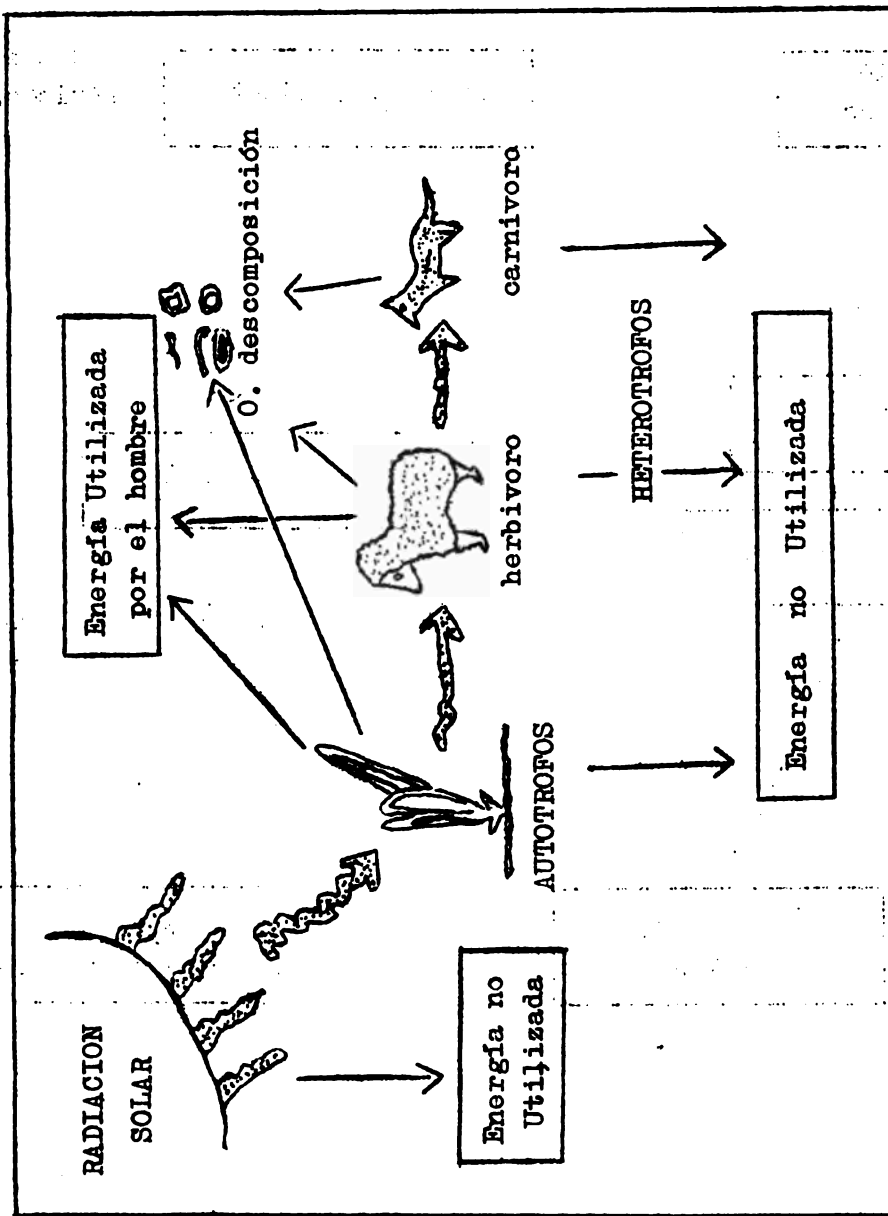 RADIACION
SOLAR
Energía Utilizada
por el hombre
O. descomposición
Energía no
Utilizada
AUTOTROFOS
herbivoro
carnivoro
HETEROTROFOS
Energía no Utilizada